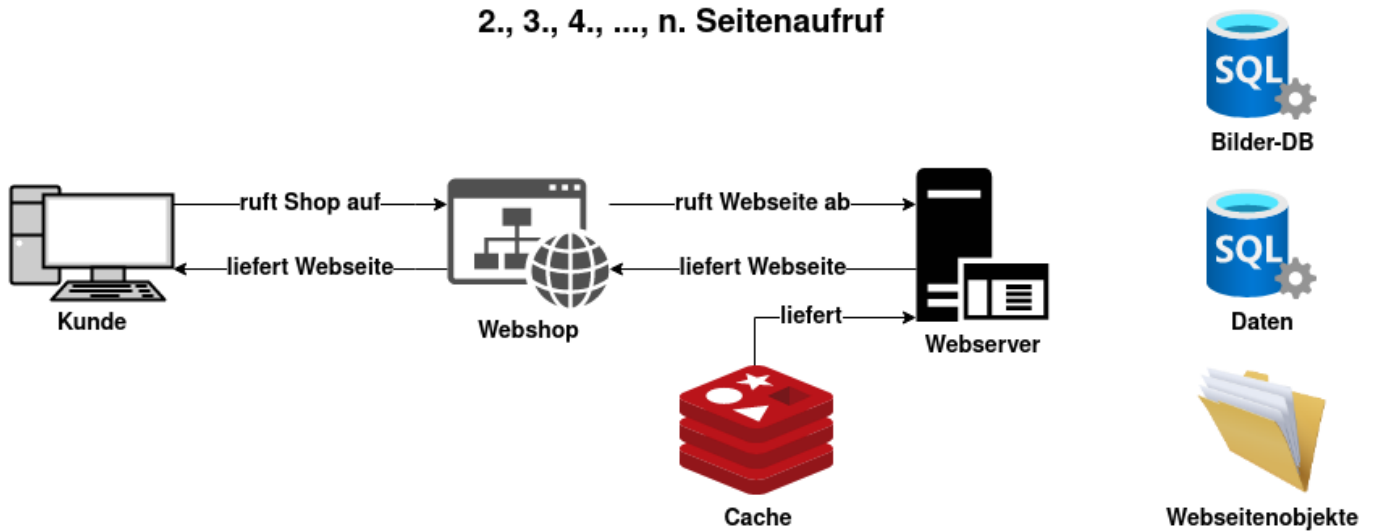 2., 3., 4., ..., n. Seitenaufruf
SQL
Bilder-DB
ruft Shop auf
ruft Webseite ab
liefert Webseite
liefert Webseite
SQL
liefert
Kunde
Webshop
Webserver
Daten
Cache
Webseitenobjekte